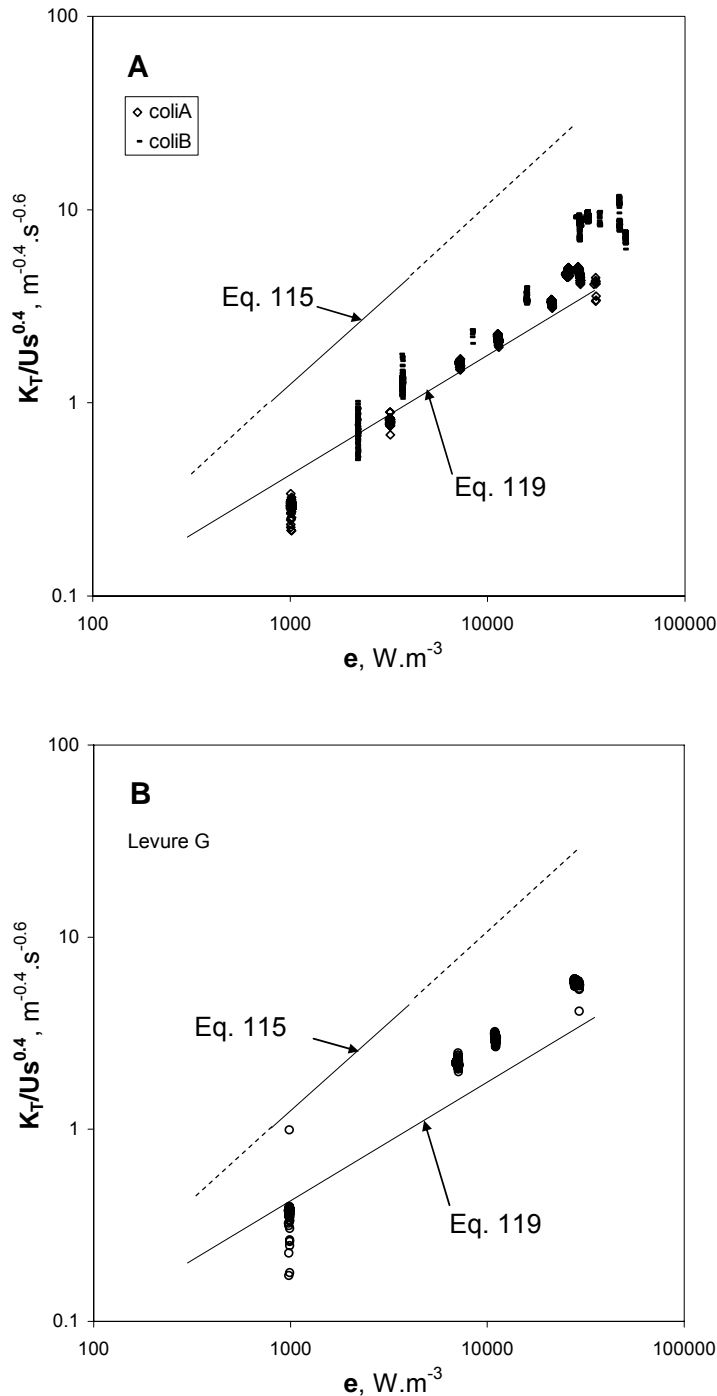 100
A
◇ coliA
- coliB
10
K_T/Us^0.4, m^-0.4.s^-0.6
Eq. 115
1
Eq. 119
0.1
100 1000 10000 100000
e, W.m^-3
100
B
Levure G
10
K_T/Us^0.4, m^-0.4.s^-0.6
Eq. 115
1
Eq. 119
0.1
100 1000 10000 100000
e, W.m^-3